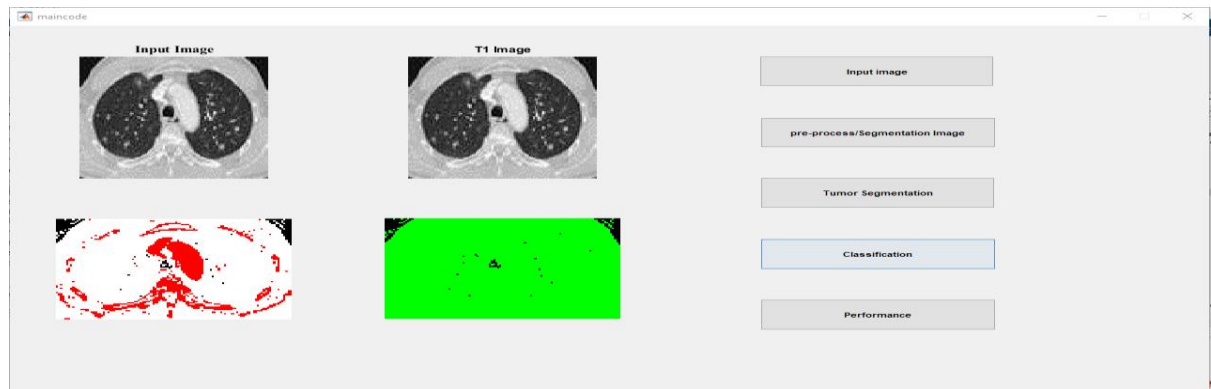 maincode
Input Image
T1 Image
Input image
pre-process/Segmentation Image
Tumor Segmentation
Classification
Performance